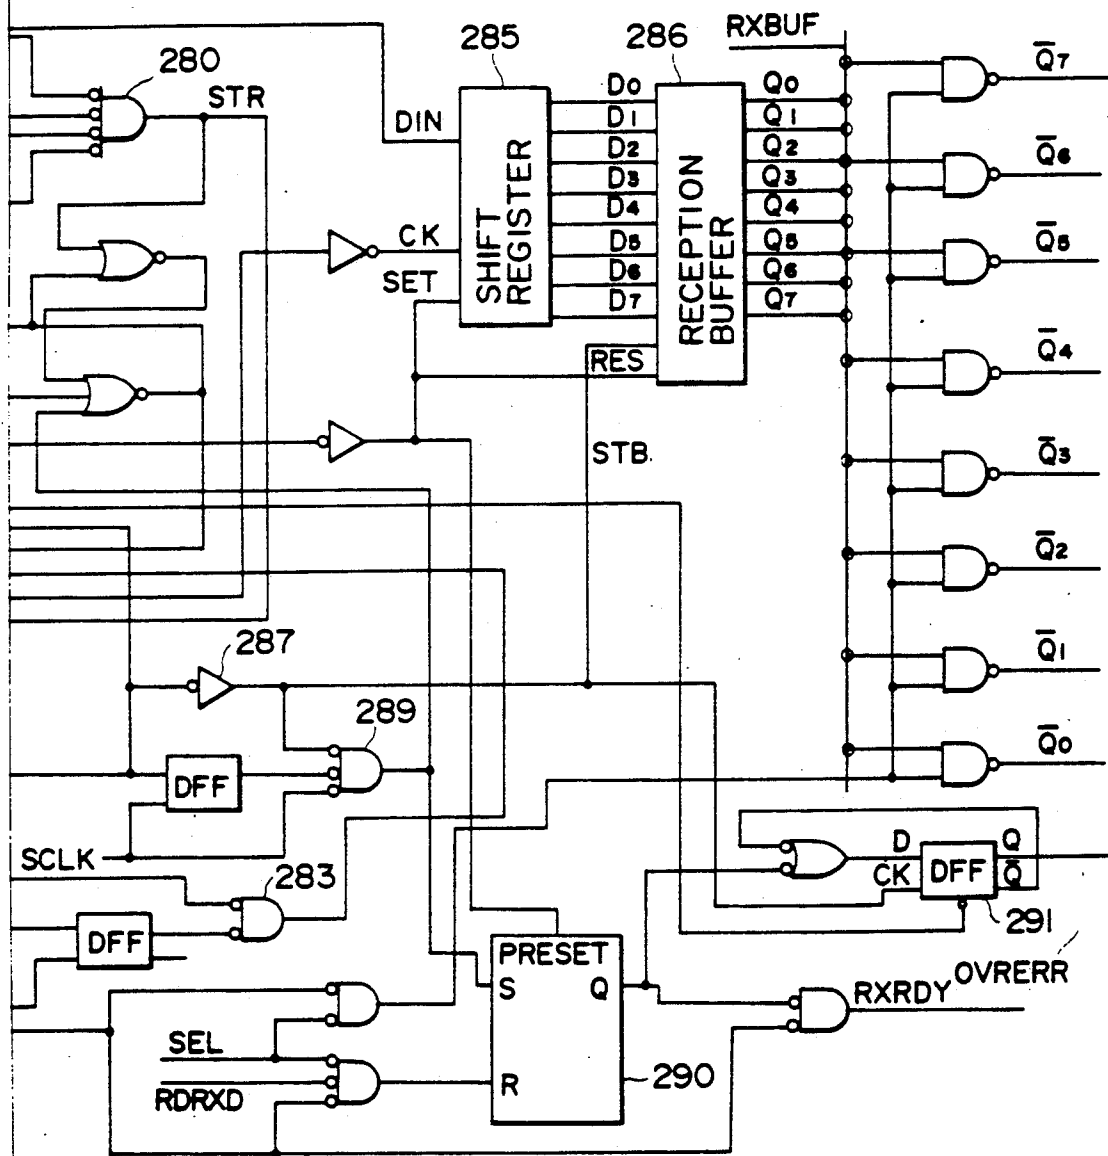 RXBUF
285
286
280
STR
DIN
CK
SET
SHIFT REGISTER
D0
D1
D2
D3
D4
D5
D6
D7
RECEPTION BUFFER
Q0
Q1
Q2
Q3
Q4
Q5
Q6
Q7
RES
STB
Q̅7
Q̅6
Q̅5
Q̅4
Q̅3
Q̅2
Q̅1
Q̅0
287
289
DFF
SCLK
283
DFF
SEL
RDRXD
PRESET
S
Q
R
290
D
CK
DFF
Q
Q̅
291
OVRERR
RXRDY